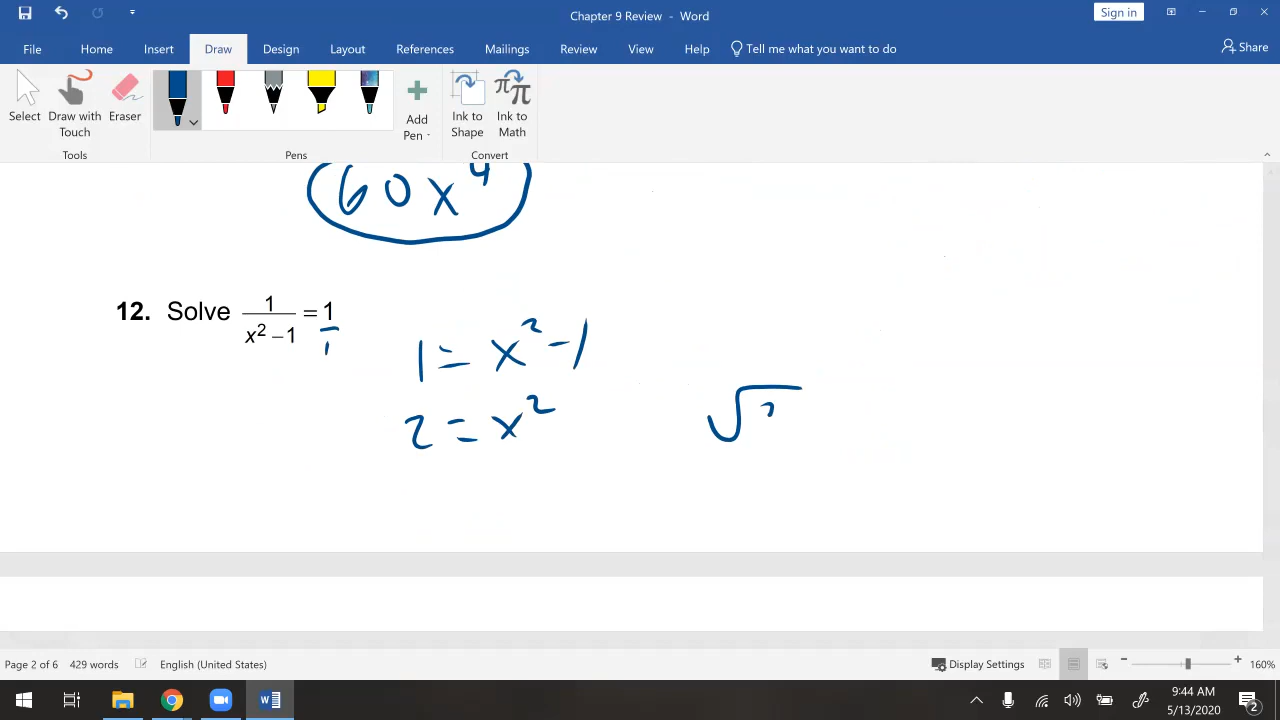 Chapter 9 Review - Word
Sign in
File Home Insert Draw Design Layout References Mailings Review View Help Tell me what you want to do Share
Select
Draw with Touch
Eraser
Add Pen
Ink to Shape
Ink to Math
Tools Pens Convert
60x⁴
12. Solve 1/(x² − 1) = 1/1
1 = x² - 1
2 = x²
√
Page 2 of 6 429 words English (United States) Display Settings 160%
9:44 AM
5/13/2020
2